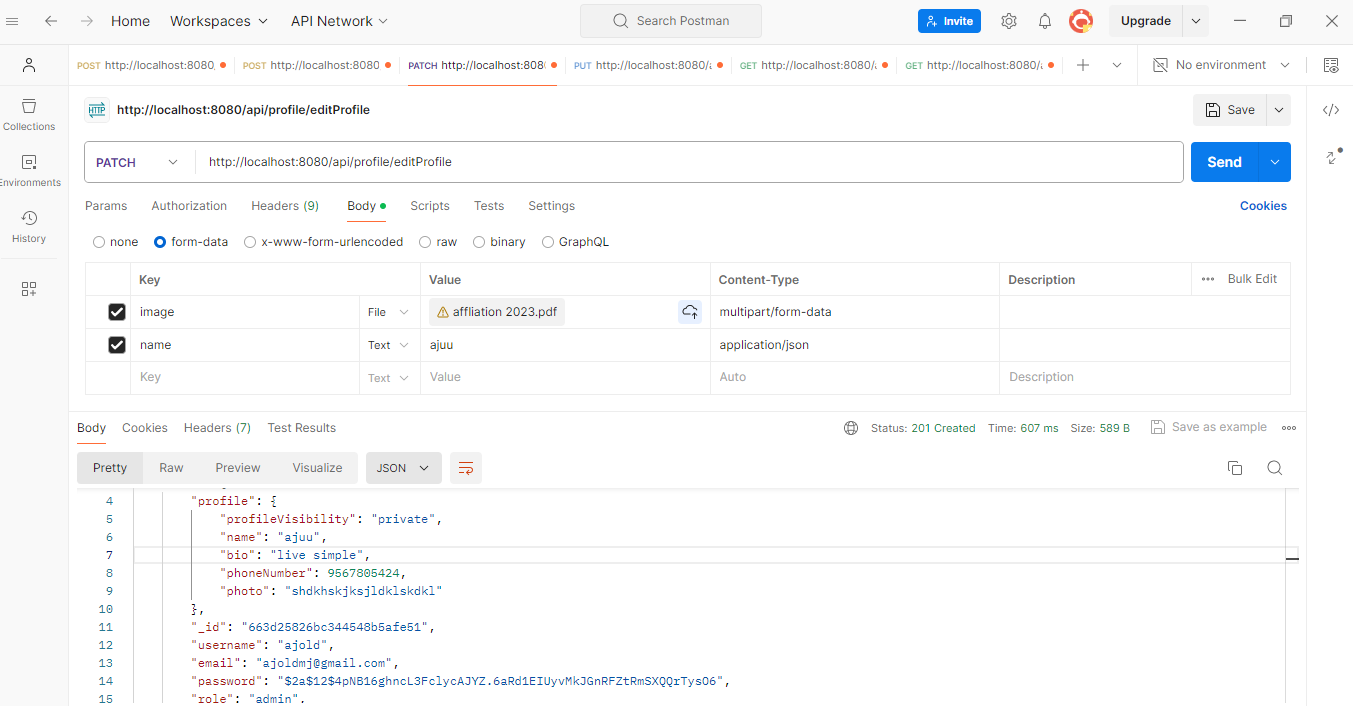 Home Workspaces API Network Search Postman Invite Upgrade
POST http://localhost:8080, POST http://localhost:8080 PATCH http://localhost:808 PUT http://localhost:8080/ GET http://localhost:8080/ GET http://localhost:8080/ No environment
HTTP http://localhost:8080/api/profile/editProfile Save
Collections
PATCH http://localhost:8080/api/profile/editProfile Send
Environments
Params Authorization Headers (9) Body Scripts Tests Settings Cookies
History
none form-data x-www-form-urlencoded raw binary GraphQL
Key Value Content-Type Description Bulk Edit
image File affliation 2023.pdf multipart/form-data
name Text ajuu application/json
Key Text Value Auto Description
Body Cookies Headers (7) Test Results Status: 201 Created Time: 607 ms Size: 589 B Save as example
Pretty Raw Preview Visualize JSON
4 "profile": {
5 "profileVisibility": "private",
6 "name": "ajuu",
7 "bio": "live simple",
8 "phoneNumber": 9567805424,
9 "photo": "shdkhskjksjldklskdkl"
10 },
11 "_id": "663d25826bc344548b5afe51",
12 "username": "ajold",
13 "email": "ajoldmj@gmail.com",
14 "password": "$2a$12$4pNB16ghncL3FclycAJYZ.6aRd1EIUyvMkJGnRFZtRmSXQQrTysO6",
15 "role": "admin",